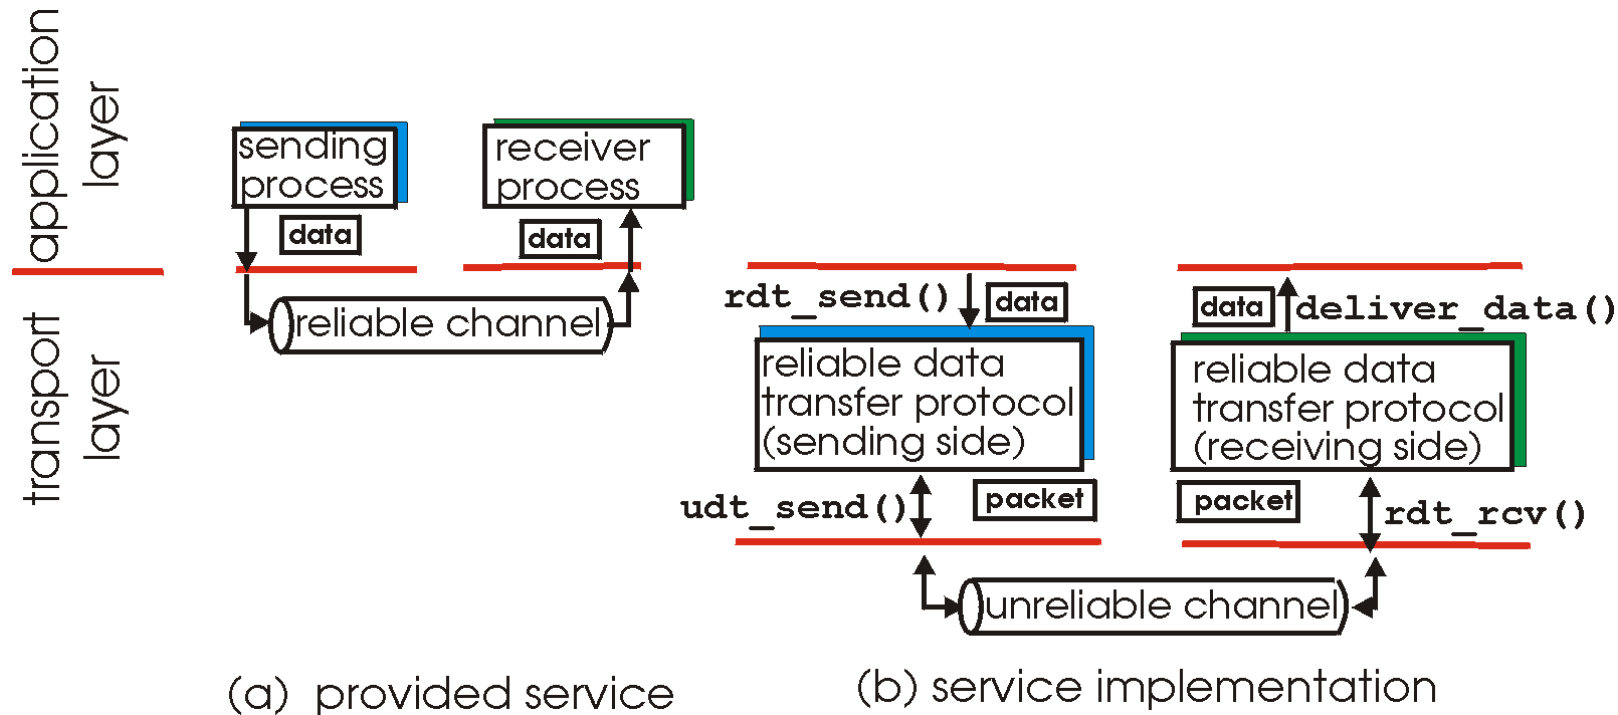 application
layer
transport
layer
sending
process
data
receiver
process
data
reliable channel
(a) provided service
rdt_send()
data
reliable data
transfer protocol
(sending side)
udt_send()
packet
data
deliver_data()
reliable data
transfer protocol
(receiving side)
packet
rdt_rcv()
unreliable channel
(b) service implementation